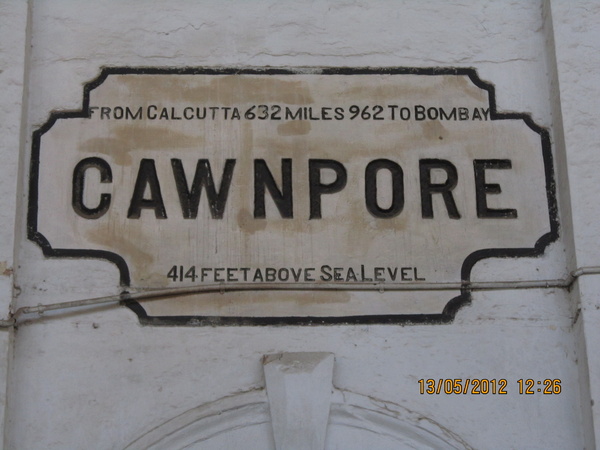 FROM CALCUTTA 632 MILES 962 TO BOMBAY
CAWNPORE
414 FEET ABOVE SEA LEVEL
13/05/2012 12:26